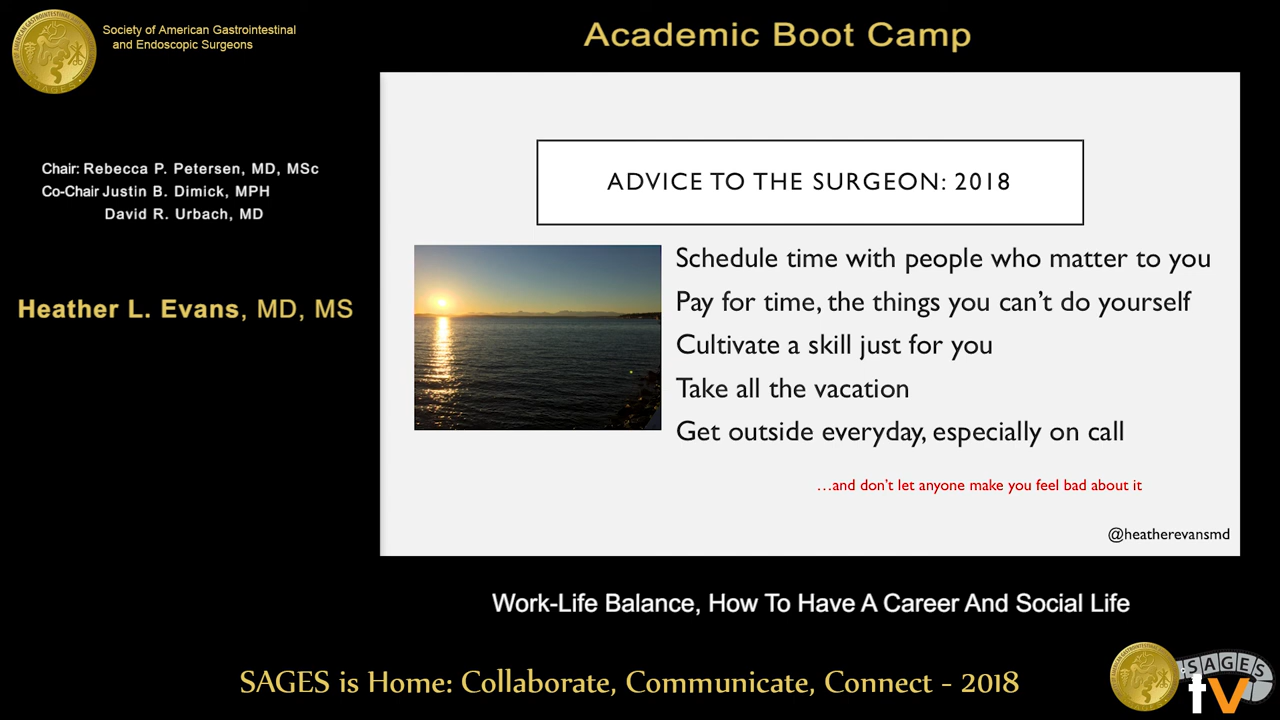 Society of American Gastrointestinal
and Endoscopic Surgeons
Academic Boot Camp
Chair: Rebecca P. Petersen, MD, MSc
Co-Chair Justin B. Dimick, MPH
David R. Urbach, MD
Heather L. Evans, MD, MS
ADVICE TO THE SURGEON: 2018
Schedule time with people who matter to you
Pay for time, the things you can't do yourself
Cultivate a skill just for you
Take all the vacation
Get outside everyday, especially on call
…and don't let anyone make you feel bad about it
@heatherevansmd
Work-Life Balance, How To Have A Career And Social Life
SAGES is Home: Collaborate, Communicate, Connect - 2018
SAGES
tv